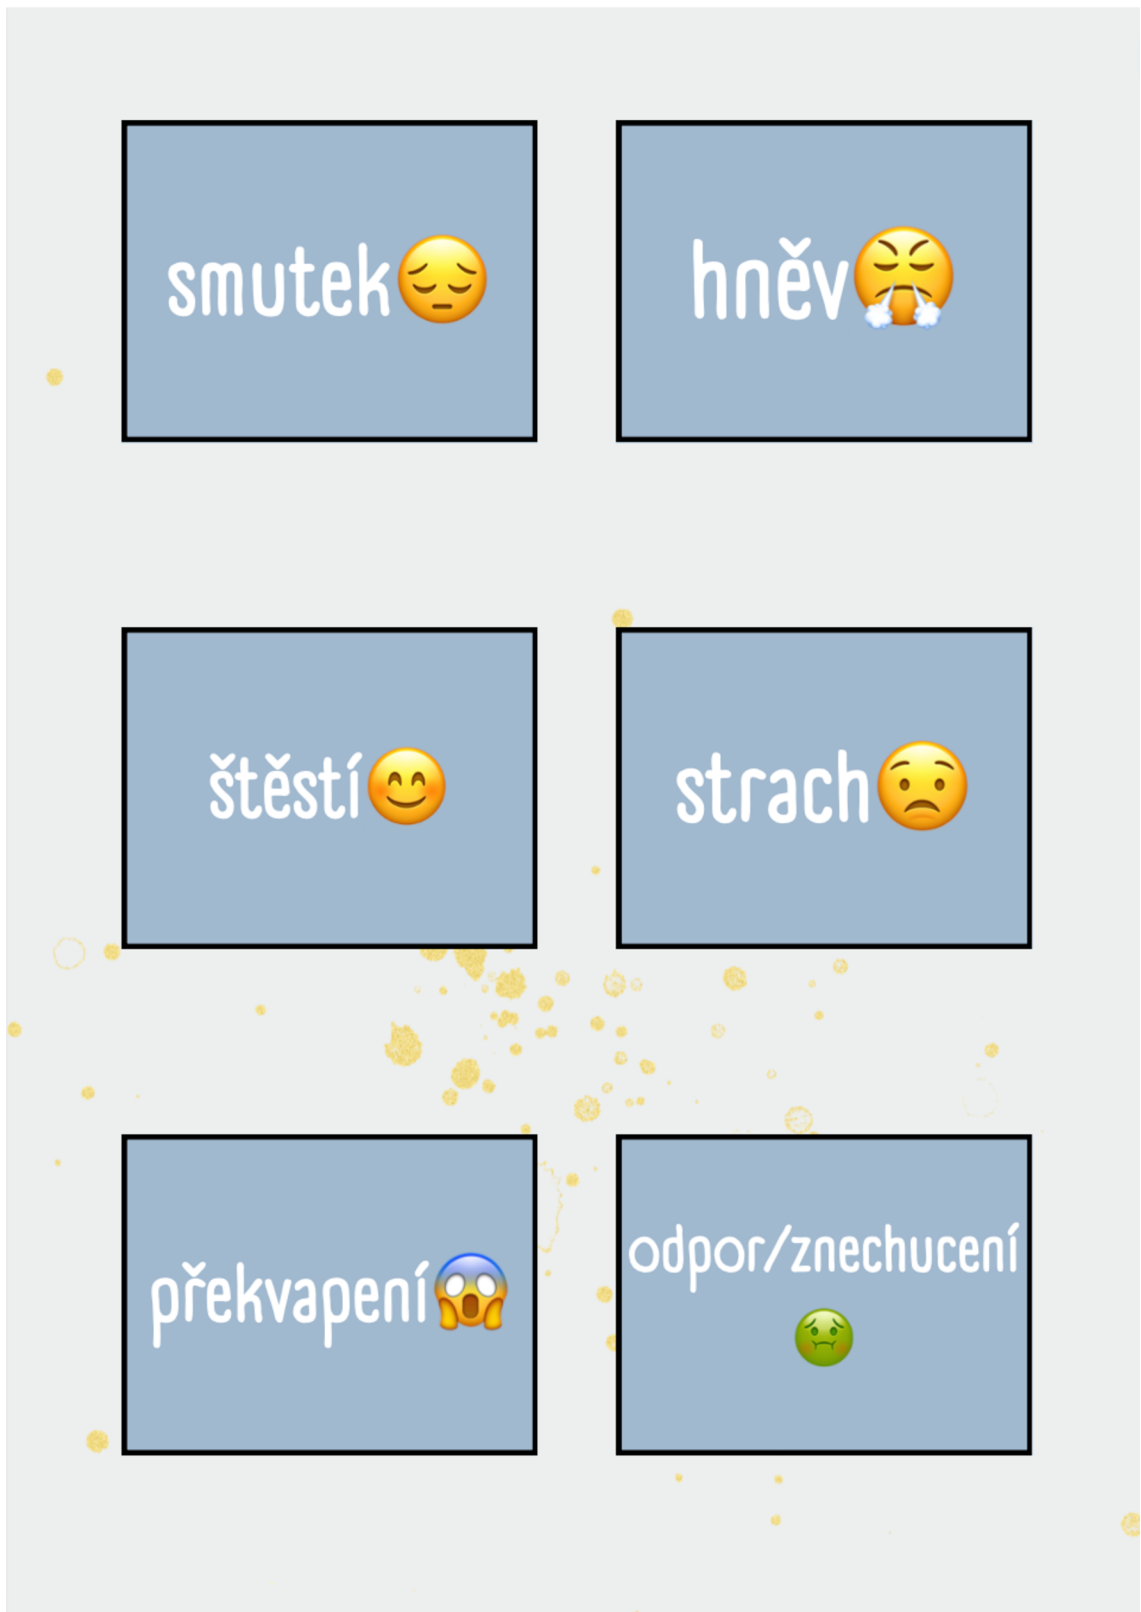 smutek😔
hněv😤
štěstí😊
strach😟
překvapení😱
odpor/znechucení
🤢